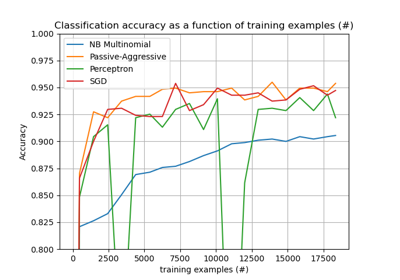 Classification accuracy as a function of training examples (#)
1.000
0.975
0.950
0.925
0.900
0.875
0.850
0.825
0.800
Accuracy
NB Multinomial
Passive-Aggressive
Perceptron
SGD
0 2500 5000 7500 10000 12500 15000 17500
training examples (#)